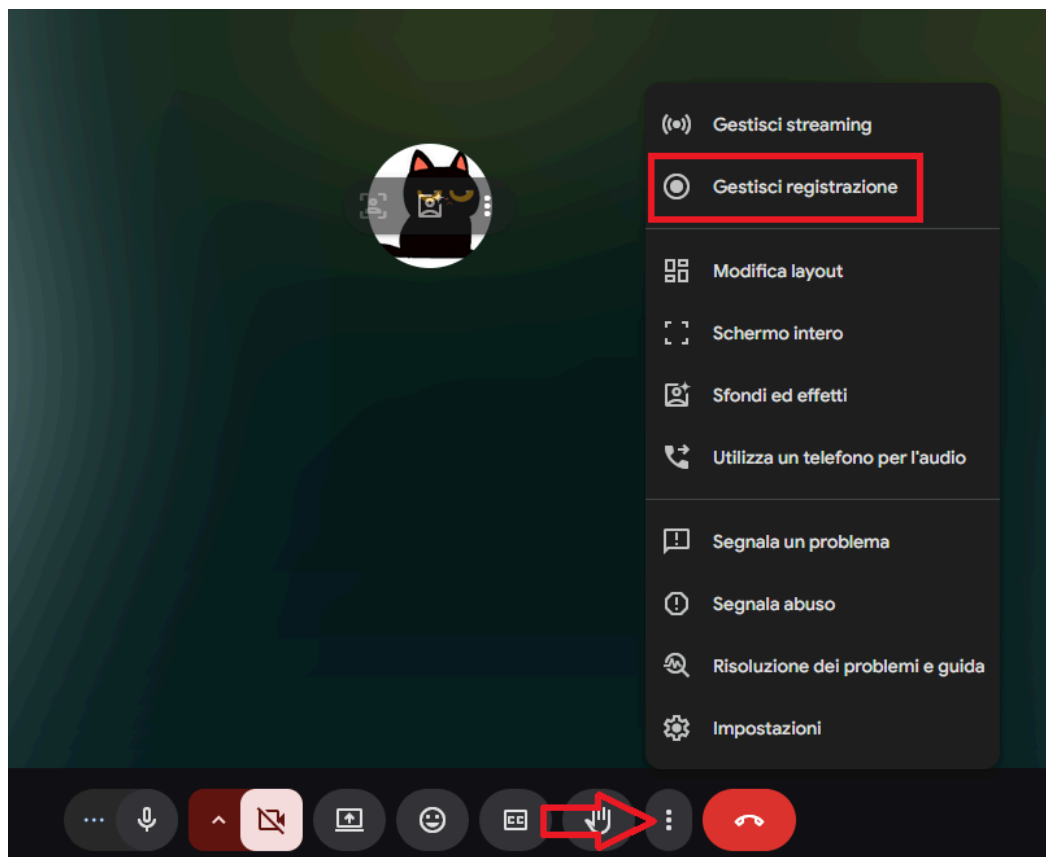 Gestisci streaming
Gestisci registrazione
Modifica layout
Schermo intero
Sfondi ed effetti
Utilizza un telefono per l'audio
Segnala un problema
Segnala abuso
Risoluzione dei problemi e guida
Impostazioni
CC